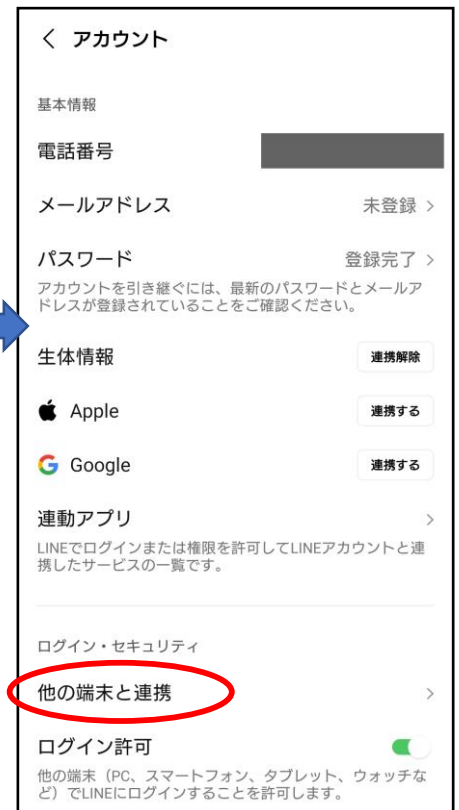 アカウント
基本情報
電話番号
メールアドレス 未登録
パスワード 登録完了
アカウントを引き継ぐには、最新のパスワードとメールア
ドレスが登録されていることをご確認ください。
生体情報 連携解除
Apple 連携する
Google 連携する
連動アプリ
LINEでログインまたは権限を許可してLINEアカウントと連
携したサービスの一覧です。
ログイン・セキュリティ
他の端末と連携
ログイン許可
他の端末（PC、スマートフォン、タブレット、ウォッチな
ど）でLINEにログインすることを許可します。